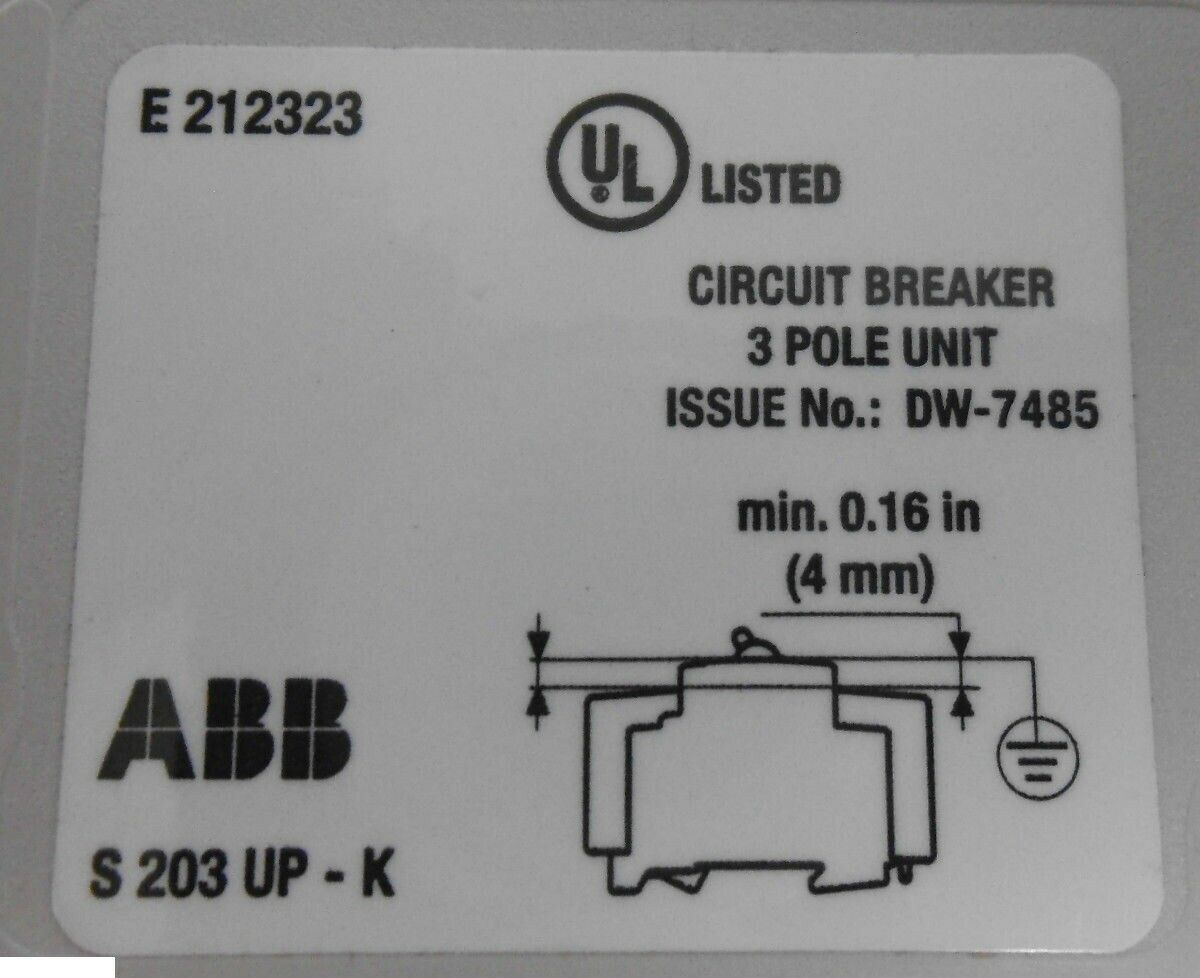 E 212323
UL LISTED
CIRCUIT BREAKER
3 POLE UNIT
ISSUE No.: DW-7485
min. 0.16 in
(4 mm)
ABB
S 203 UP - K